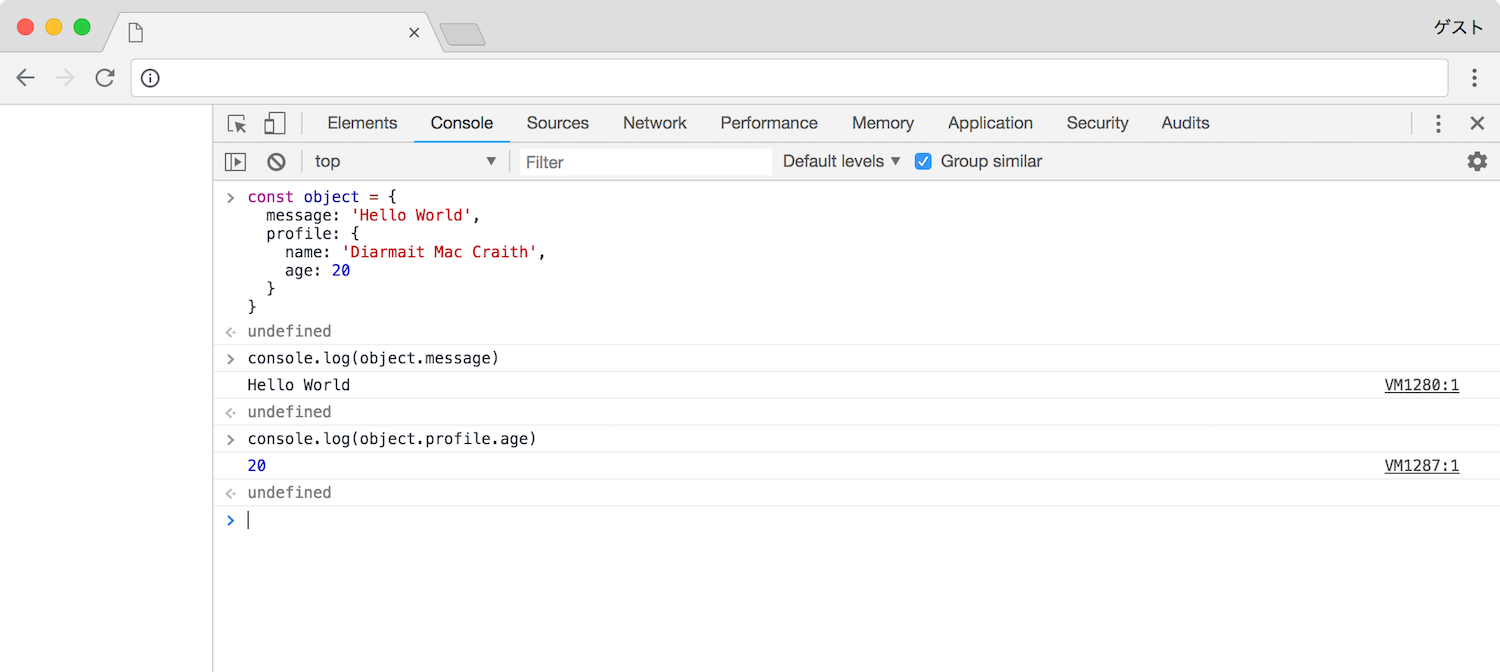 ゲスト
Elements Console Sources Network Performance Memory Application Security Audits
top Filter Default levels Group similar
const object = {
  message: 'Hello World',
  profile: {
    name: 'Diarmait Mac Craith',
    age: 20
  }
}
undefined
console.log(object.message)
Hello World VM1280:1
undefined
console.log(object.profile.age)
20 VM1287:1
undefined